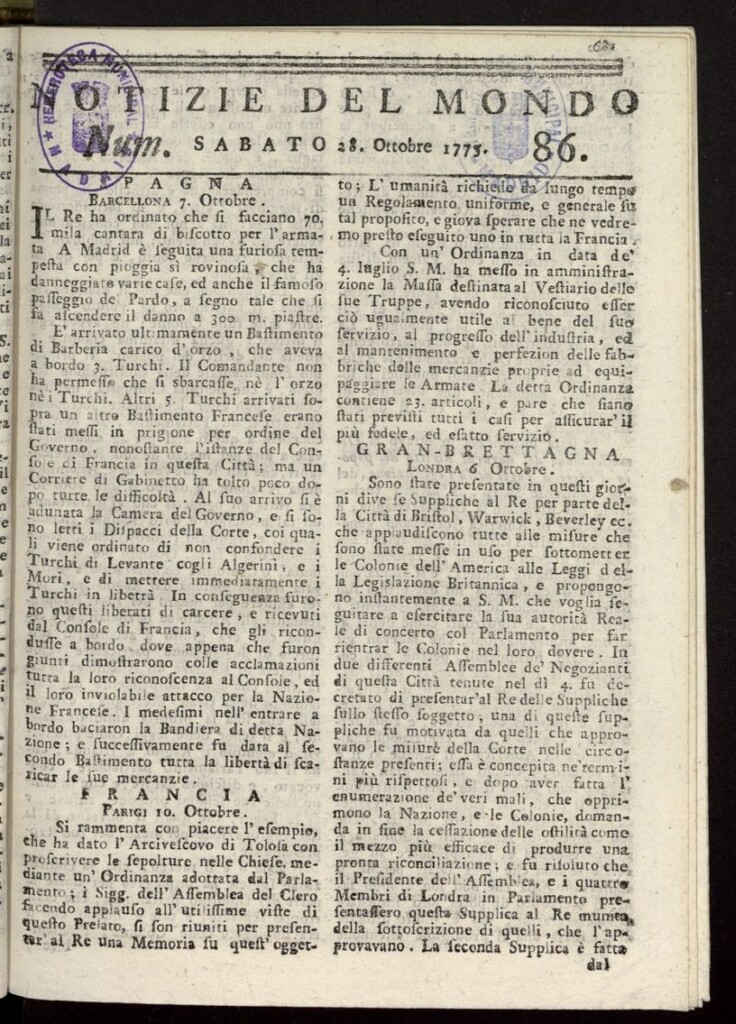 683
NOTIZIE DEL MONDO
Num. SABATO 28. Ottobre 1775. 86.
HEMEROTECA MUNICIPAL
MADRID
SPAGNA
BARCELLONA 7. Ottobre.
IL Re ha ordinato che si facciano 70.
mila cantara di biscotto per l'arma-
ta A Madrid è seguita una furiosa tem-
pesta con pioggia sì rovinosa, che ha
danneggiate varie case, ed anche il famoso
passeggio de' Pardo, a segno tale che si
fa ascendere il danno a 300 m. piastre.
E' arrivato ultimamente un Bastimento
di Barberia carico d'orzo, che aveva
a bordo 3. Turchi. Il Comandante non
ha permesso che si sbarcasse nè l'orzo
nè i Turchi. Altri 5. Turchi arrivati so-
pra un altro Bastimento Francese erano
stati messi in prigione per ordine del
Governo, nonostante l'istanze del Con-
sole di Francia in questa Città; ma un
Corriere di Gabinetto ha tolto poco do-
po tutte le difficoltà. Al suo arrivo si è
adunata la Camera del Governo, e si so-
no letti i Dispacci della Corte, coi qua-
li viene ordinato di non confondere i
Turchi di Levante cogli Algerini, e i
Mori, e di mettere immediatamente i
Turchi in libertà. In conseguenza furo-
no questi liberati di carcere, e ricevuti
dal Console di Francia, che gli ricon-
dusse a bordo dove appena che furon
giunti dimostrarono colle acclamazioni
tutta la loro riconoscenza al Console, ed
il loro inviolabile attacco per la Nazio-
ne Francese. I medesimi nell'entrare a
bordo baciaron la Bandiera di detta Na-
zione; e successivamente fu data al se-
condo Bastimento tutta la libertà di sca-
ricar le sue mercanzie.
FRANCIA
PARIGI 10. Ottobre.
Si rammenta con piacere l'esempio,
che ha dato l'Arcivescovo di Tolosa con
proscrivere le sepolture nelle Chiese, me-
diante un'Ordinanza adottata dal Parla-
mento; i Sigg. dell'Assemblea del Clero
facendo applauso all'utilissime viste di
questo Prelato, si son riuniti per presen-
tar'al Re una Memoria su quest'ogget-
to; L'umanità richiede da lungo tempo
un Regolamento uniforme, e generale su
tal proposito, e giova sperare che ne vedre-
mo presto eseguito uno in tutta la Francia.
Con un'Ordinanza in data de'
4. luglio S. M. ha messo in amministra-
zione la Massa destinata al Vestiario delle
sue Truppe, avendo riconosciuto esser
ciò ugualmente utile al bene del suo
servizio, al progresso dell'industria, ed
al mantenimento e perfezion delle fab-
briche delle mercanzie proprie ad equi-
paggiare le Armate. La detta Ordinanza
contiene 23. articoli, e pare che siano
stati previsti tutti i casi per assicurar'il
più fedele, ed esatto servizio.
GRAN-BRETTAGNA
LONDRA 6 Ottobre.
Sono state presentate in questi gior-
ni diverse Suppliche al Re per parte del-
la Città di Bristol, Warwick, Beverley ec.
che applaudiscono tutte alle misure che
sono state messe in uso per sottometter
le Colonie dell'America alle Leggi della
Legislazione Britannica, e propongo-
no instantemente a S. M. che voglia se-
guitare a esercitare la sua autorità Rea-
le di concerto col Parlamento per far
rientrar le Colonie nel loro dovere. In
due differenti Assemblee de' Negozianti
di questa Città tenute nel dì 4. fu de-
cretato di presentar'al Re delle Suppliche
sullo stesso soggetto; una di queste sup-
pliche fu motivata da quelli che appro-
vano le misure della Corte nelle circo-
stanze presenti; essa è concepita ne'termi-
ni più rispettosi, e dopo aver fatta l'
enumerazione de'veri mali, che oppri-
mono la Nazione, e le Colonie, doman-
da in fine la cessazione delle ostilità come
il mezzo più efficace di produrre una
pronta riconciliazione; e fu risoluto che
il Presidente dell'Assemblea, e i quattro
Membri di Londra in Parlamento pre-
sentassero questa Supplica al Re munita
della sottoscrizione di quelli, che l'ap-
provavano. La seconda Supplica è fatta
dal